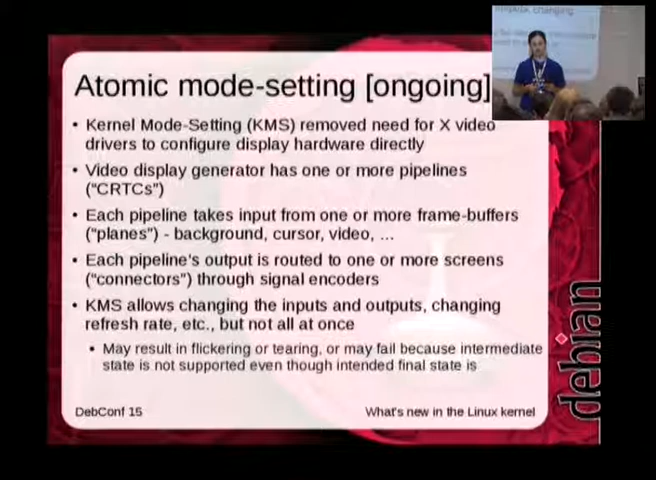 Atomic mode-setting [ongoing]
• Kernel Mode-Setting (KMS) removed need for X video
drivers to configure display hardware directly
• Video display generator has one or more pipelines
("CRTCs")
• Each pipeline takes input from one or more frame-buffers
("planes") - background, cursor, video, ...
• Each pipeline's output is routed to one or more screens
("connectors") through signal encoders
• KMS allows changing the inputs and outputs, changing
refresh rate, etc., but not all at once
• May result in flickering or tearing, or may fail because intermediate
state is not supported even though intended final state is
DebConf 15
What's new in the Linux kernel
debian